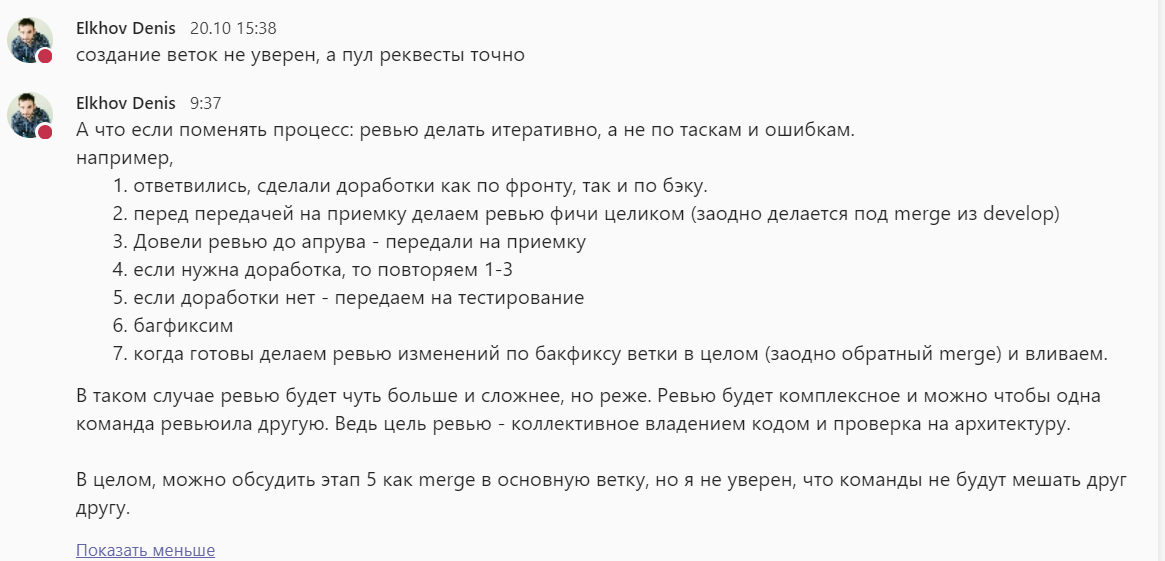 Elkhov Denis 20.10 15:38
создание веток не уверен, а пул реквесты точно
Elkhov Denis 9:37
А что если поменять процесс: ревью делать итеративно, а не по таскам и ошибкам.
например,
1. ответвились, сделали доработки как по фронту, так и по бэку.
2. перед передачей на приемку делаем ревью фичи целиком (заодно делается под merge из develop)
3. Довели ревью до апрува - передали на приемку
4. если нужна доработка, то повторяем 1-3
5. если доработки нет - передаем на тестирование
6. багфиксим
7. когда готовы делаем ревью изменений по бакфиксу ветки в целом (заодно обратный merge) и вливаем.
В таком случае ревью будет чуть больше и сложнее, но реже. Ревью будет комплексное и можно чтобы одна
команда ревьюила другую. Ведь цель ревью - коллективное владением кодом и проверка на архитектуру.
В целом, можно обсудить этап 5 как merge в основную ветку, но я не уверен, что команды не будут мешать друг
другу.
Показать меньше